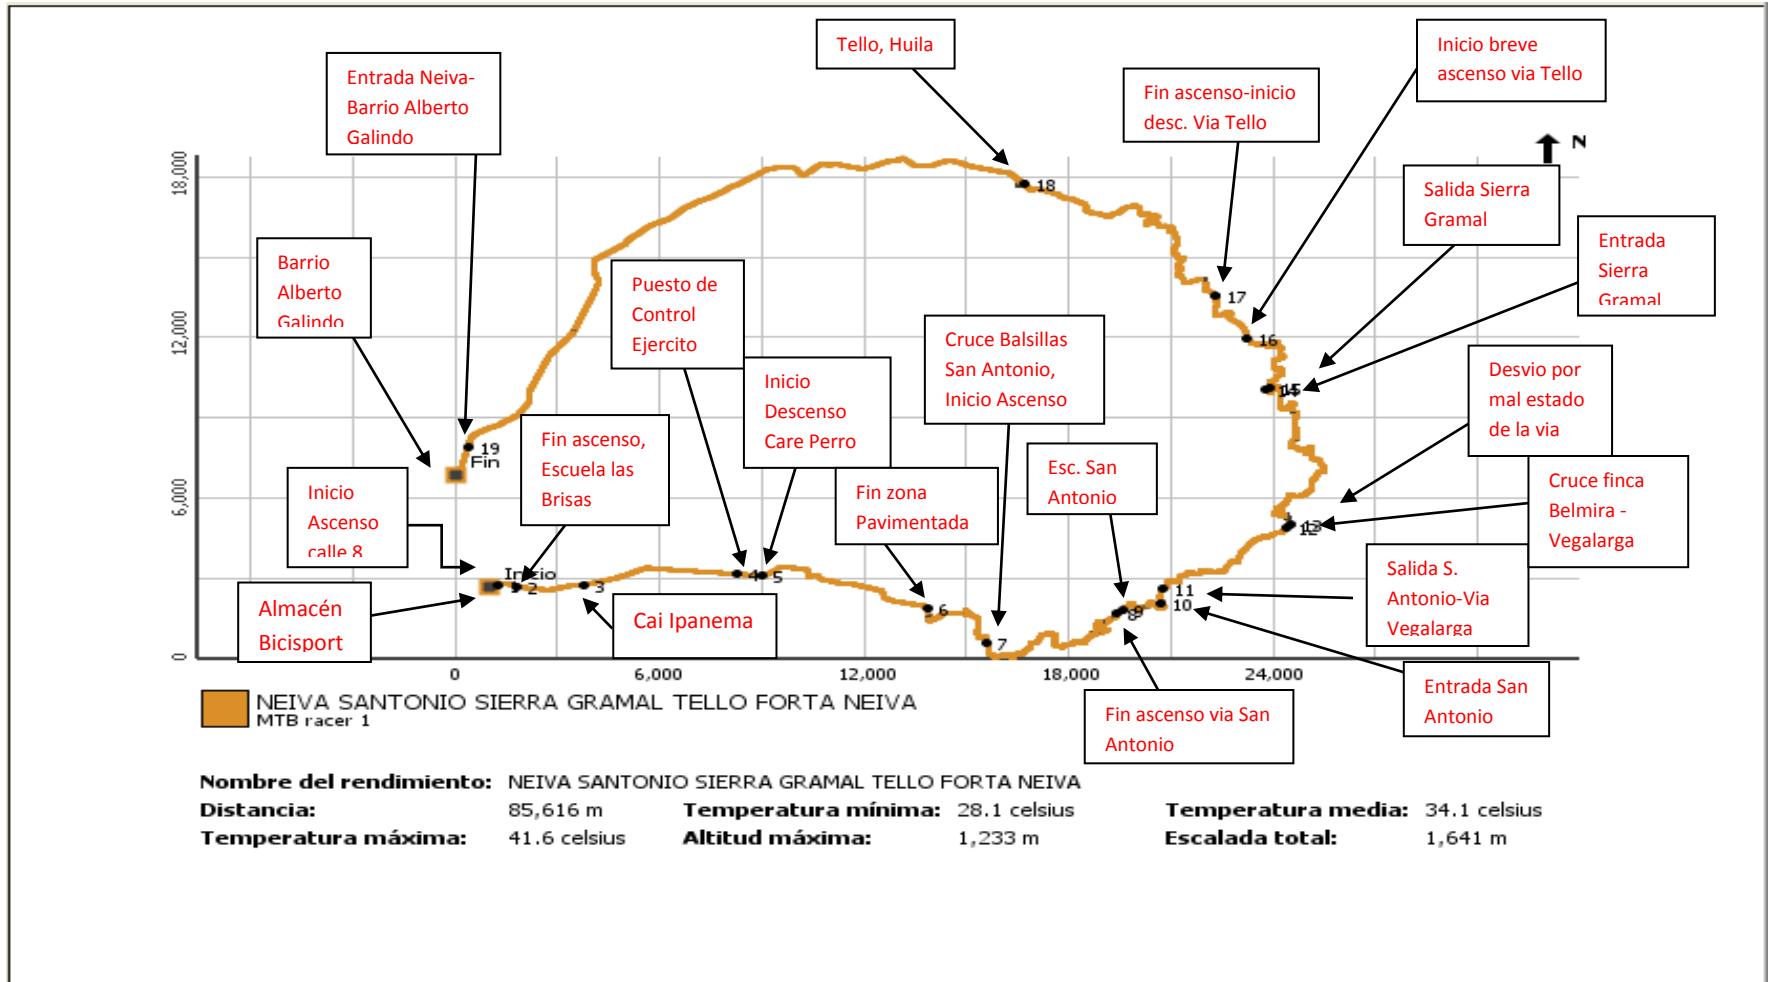 Tello, Huila
Inicio breve
ascenso via Tello
Entrada Neiva-
Barrio Alberto
Galindo
Fin ascenso-inicio
desc. Via Tello
N
18,000
18
Salida Sierra
Gramal
Entrada
Sierra
Gramal
Barrio
Alberto
Galindo
Puesto de
Control
Ejercito
17
Cruce Balsillas
San Antonio,
Inicio Ascenso
12,000
16
Inicio
Descenso
Care Perro
Desvio por
mal estado
de la via
15
19
Fin
Fin ascenso,
Escuela las
Brisas
Esc. San
Antonio
Cruce finca
Belmira -
Vegalarga
Inicio
Ascenso
calle 8
Fin zona
Pavimentada
6,000
13
12
Salida S.
Antonio-Via
Vegalarga
Inicio
1
2
3
4
5
6
7
8
9
10
11
Almacén
Bicisport
Cai Ipanema
Entrada San
Antonio
0
0
6,000
12,000
18,000
24,000
Fin ascenso via San
Antonio
NEIVA SANTONIO SIERRA GRAMAL TELLO FORTA NEIVA
MTB racer 1
Nombre del rendimiento: NEIVA SANTONIO SIERRA GRAMAL TELLO FORTA NEIVA
Distancia: 85,616 m Temperatura mínima: 28.1 celsius Temperatura media: 34.1 celsius
Temperatura máxima: 41.6 celsius Altitud máxima: 1,233 m Escalada total: 1,641 m